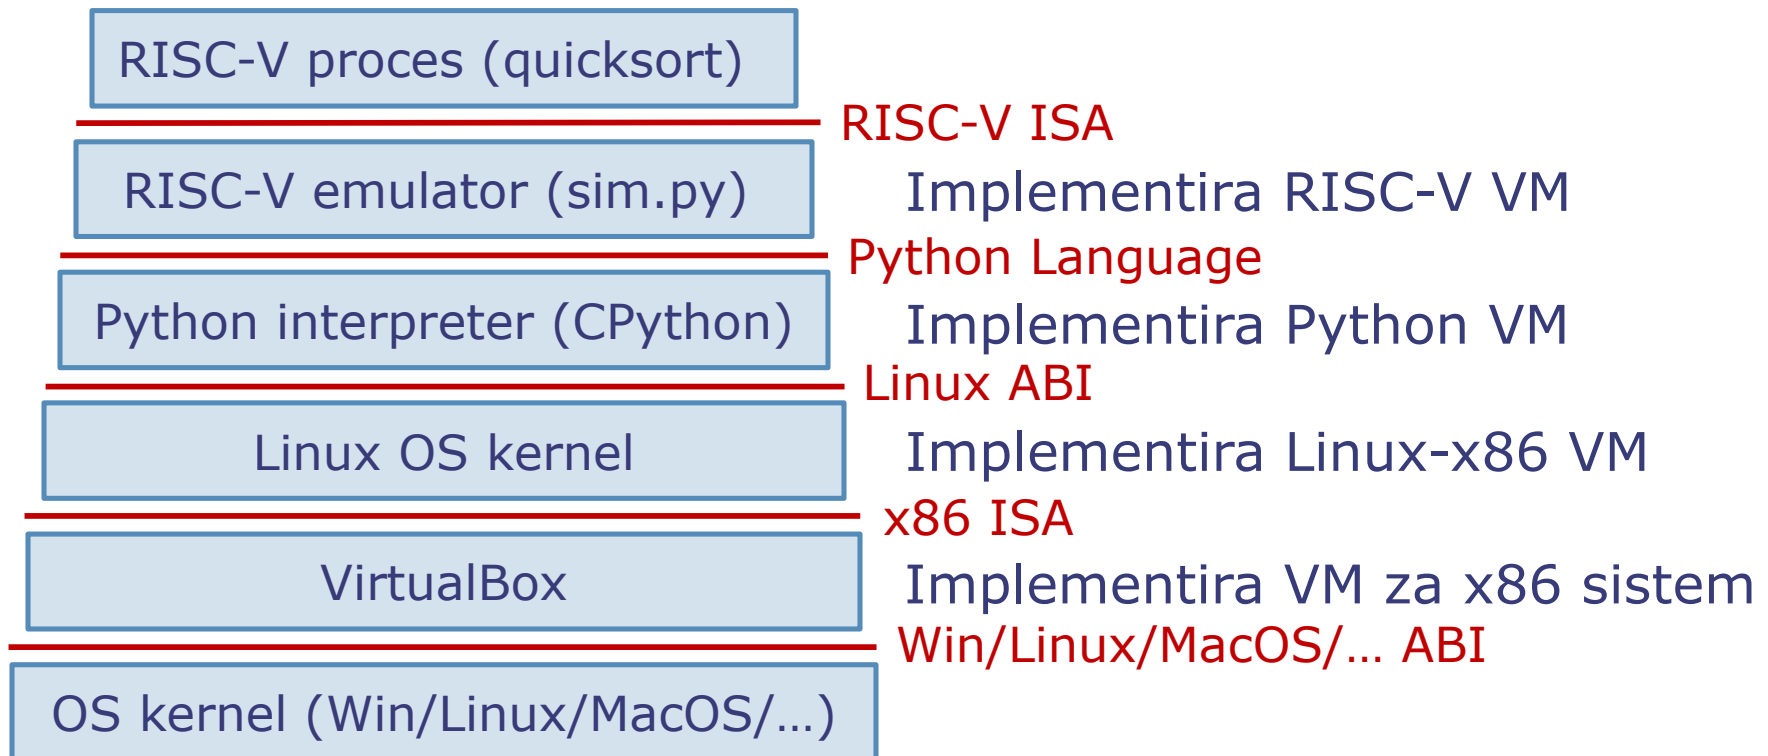 RISC-V proces (quicksort)
RISC-V ISA
RISC-V emulator (sim.py)
Implementira RISC-V VM
Python Language
Python interpreter (CPython)
Implementira Python VM
Linux ABI
Linux OS kernel
Implementira Linux-x86 VM
x86 ISA
VirtualBox
Implementira VM za x86 sistem
Win/Linux/MacOS/… ABI
OS kernel (Win/Linux/MacOS/…)